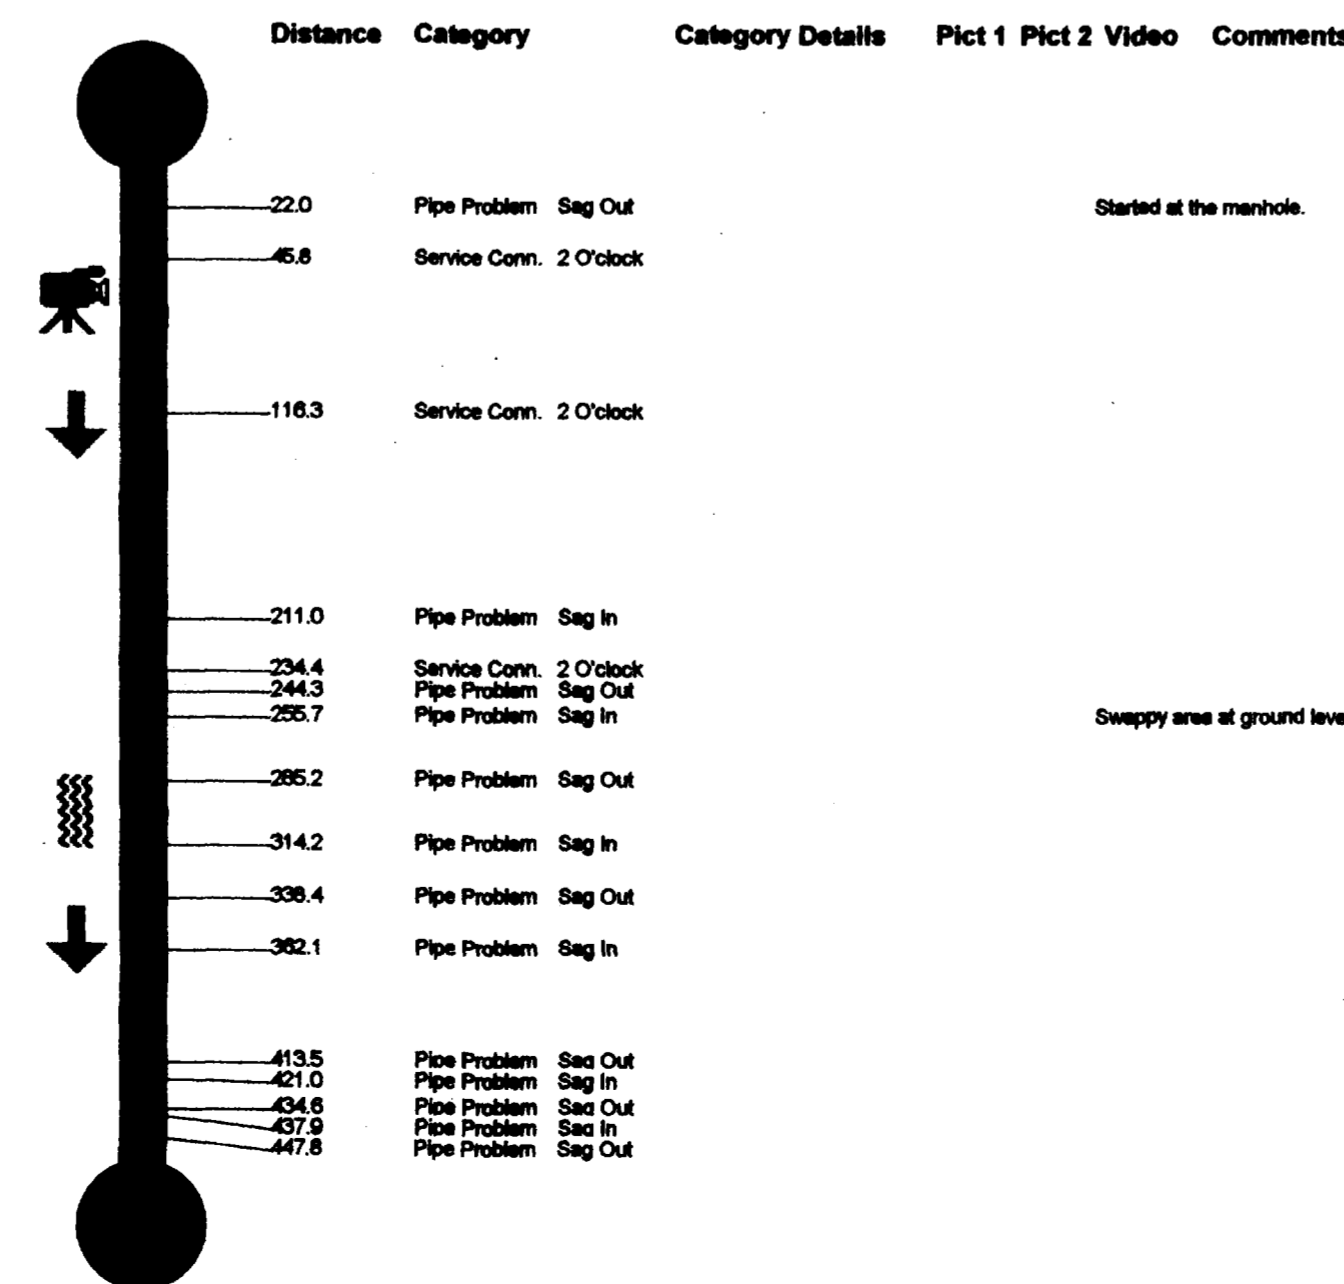 Distance Category Category Details Pict 1 Pict 2 Video Comments
22.0 Pipe Problem Sag Out Started at the manhole.
45.8 Service Conn. 2 O'clock
116.3 Service Conn. 2 O'clock
211.0 Pipe Problem Sag In
234.4 Service Conn. 2 O'clock
244.3 Pipe Problem Sag Out
255.7 Pipe Problem Sag In Swappy area at ground leve
285.2 Pipe Problem Sag Out
314.2 Pipe Problem Sag In
338.4 Pipe Problem Sag Out
362.1 Pipe Problem Sag In
413.5 Pipe Problem Sag Out
421.0 Pipe Problem Sag In
434.6 Pipe Problem Sag Out
437.9 Pipe Problem Sag In
447.8 Pipe Problem Sag Out